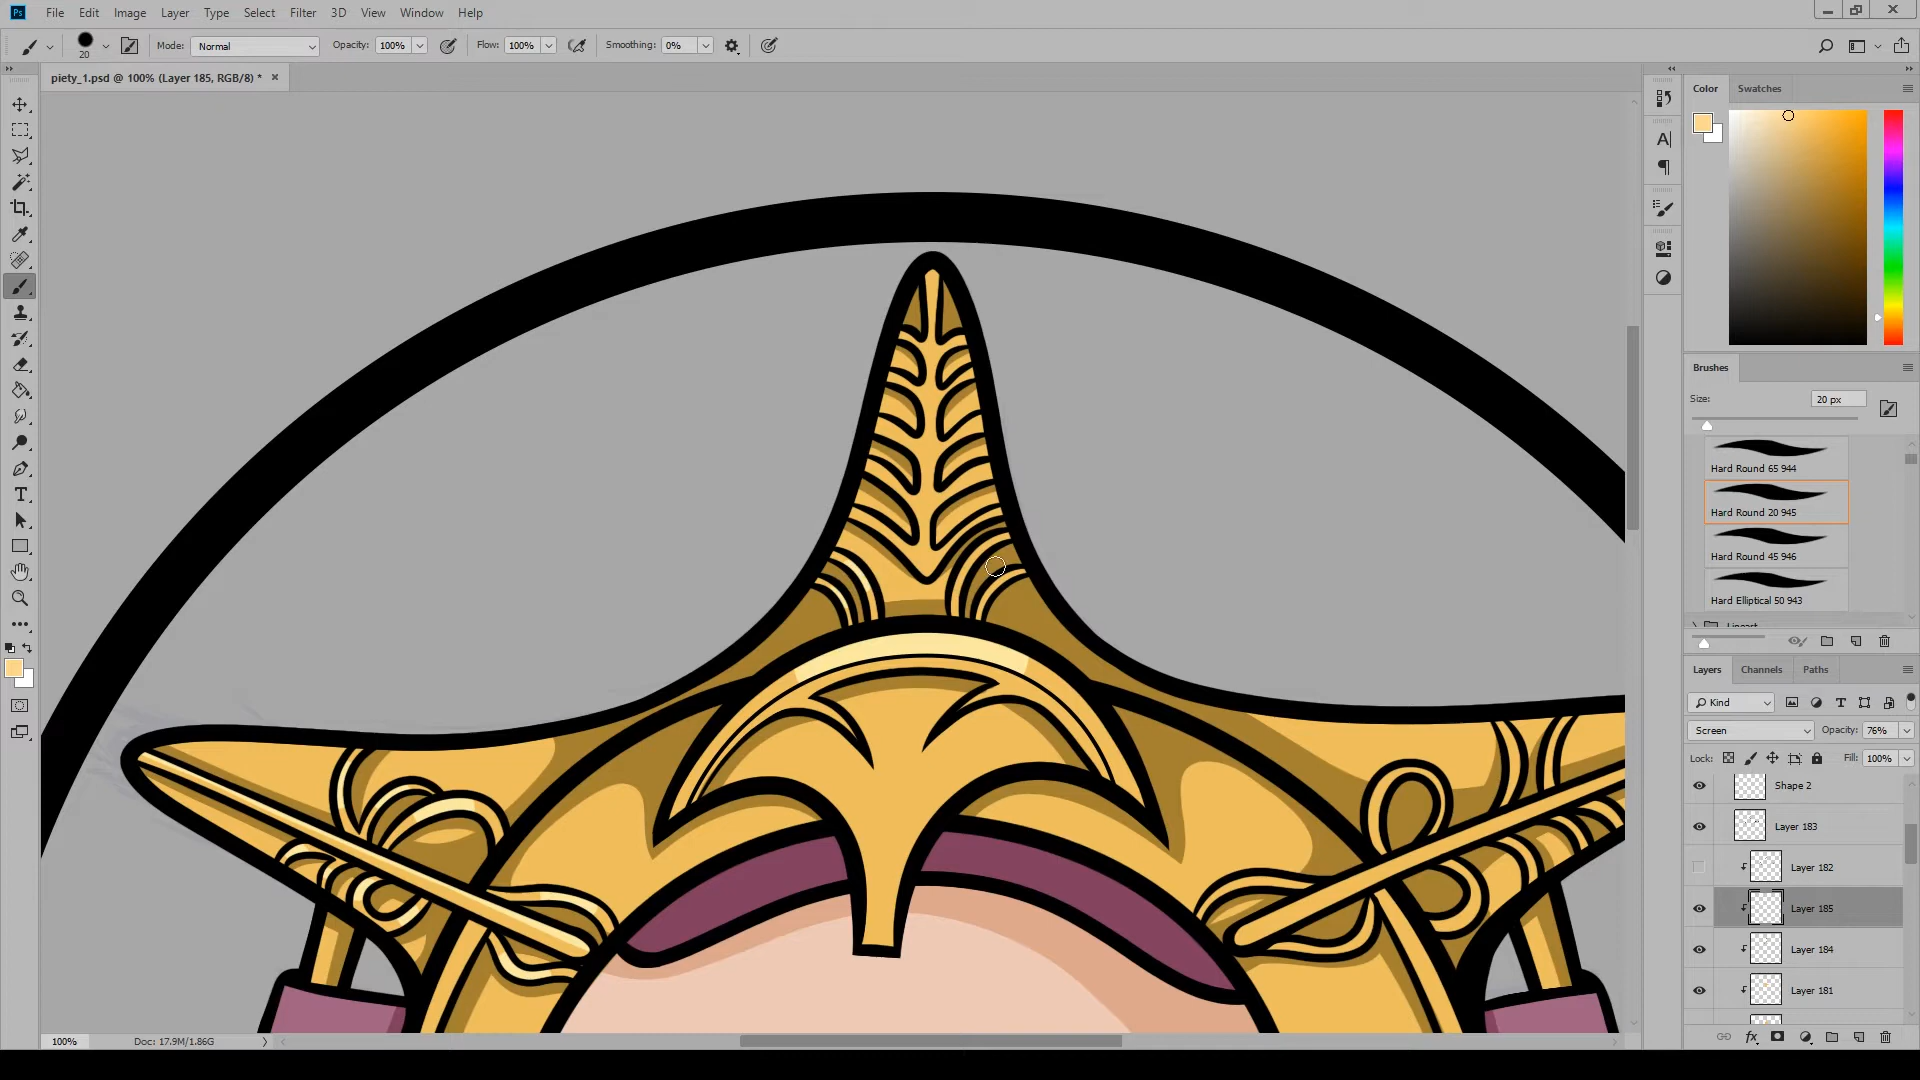 Ps File Edit Image Layer Type Select Filter 3D View Window Help
20 Mode: Normal Opacity: 100% Flow: 100% Smoothing: 0%
piety_1.psd @ 100% (Layer 185, RGB/8) *
Color Swatches
Brushes
Size: 20 px
Hard Round 65 944
Hard Round 20 945
Hard Round 45 946
Hard Elliptical 50 943
Lineart
Layers Channels Paths
Kind
Screen Opacity: 76%
Lock: Fill: 100%
Shape 2
Layer 183
Layer 182
Layer 185
Layer 184
Layer 181
100% Doc: 17.9M/1.86G